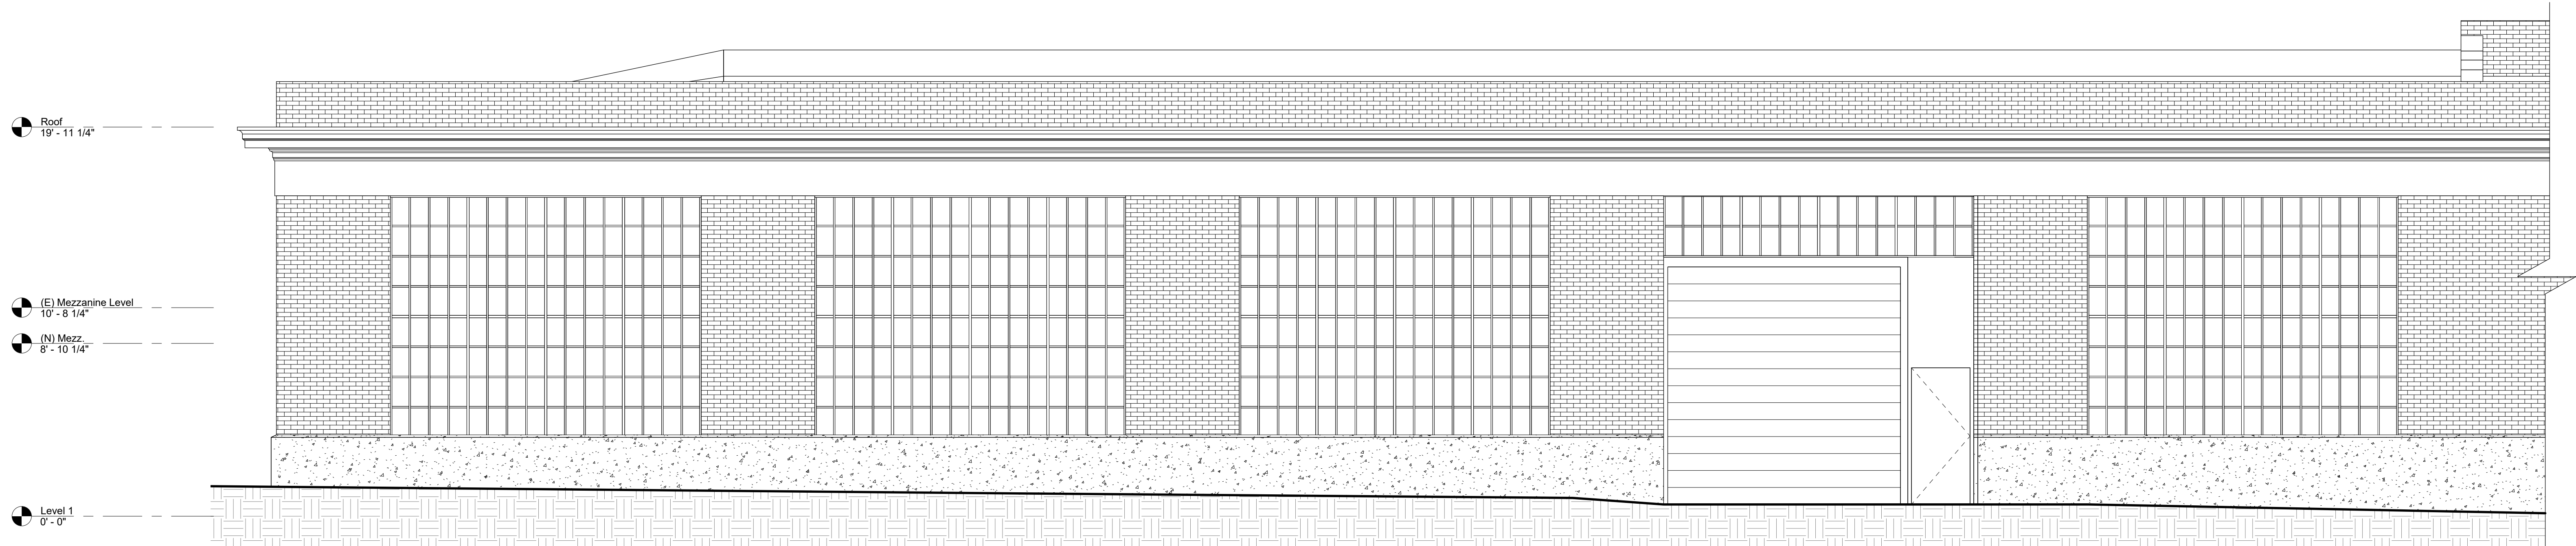 Roof
19' - 11 1/4"
(E) Mezzanine Level
10' - 8 1/4"
(N) Mezz.
8' - 10 1/4"
Level 1
0' - 0"